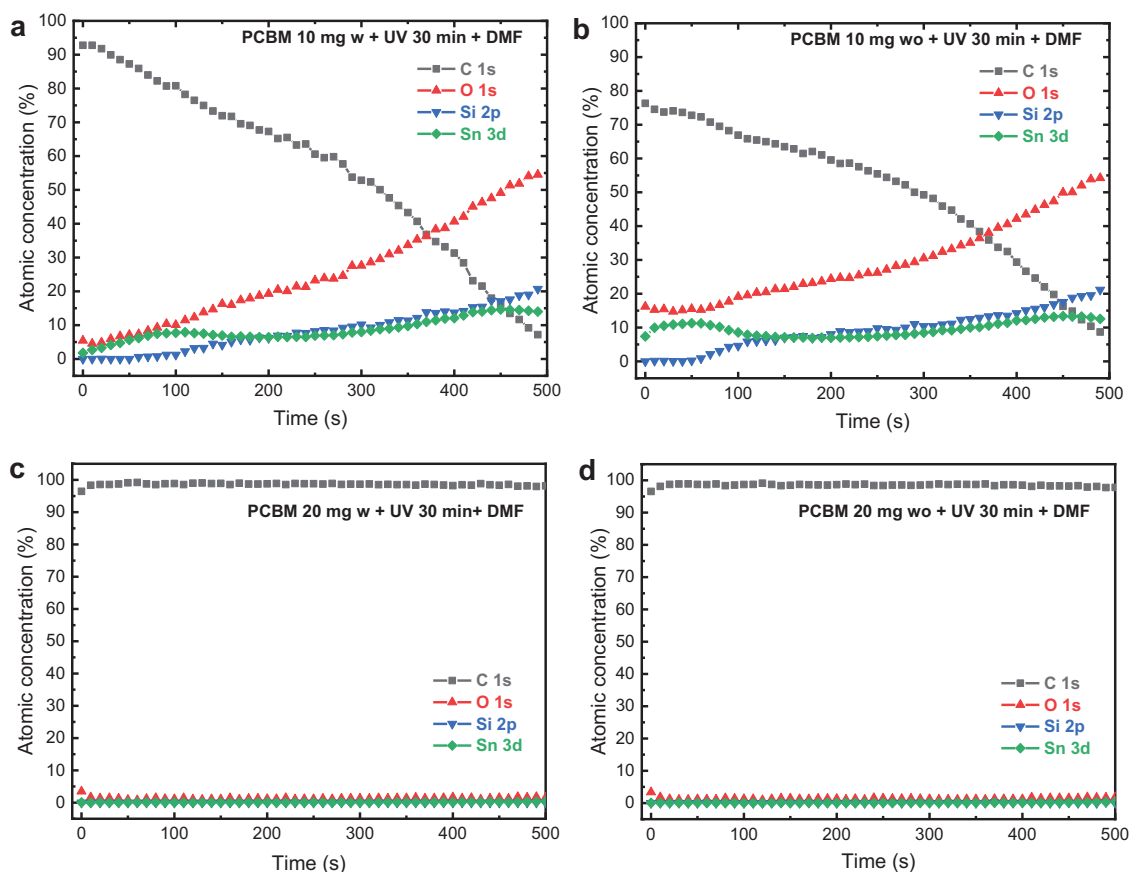 a
PCBM 10 mg w + UV 30 min + DMF
C 1s
O 1s
Si 2p
Sn 3d
Atomic concentration (%)
100
90
80
70
60
50
40
30
20
10
0
0 100 200 300 400 500
Time (s)
b
PCBM 10 mg wo + UV 30 min + DMF
C 1s
O 1s
Si 2p
Sn 3d
Atomic concentration (%)
100
90
80
70
60
50
40
30
20
10
0
0 100 200 300 400 500
Time (s)
c
PCBM 20 mg w + UV 30 min+ DMF
C 1s
O 1s
Si 2p
Sn 3d
Atomic concentration (%)
100
90
80
70
60
50
40
30
20
10
0
0 100 200 300 400 500
Time (s)
d
PCBM 20 mg wo + UV 30 min + DMF
C 1s
O 1s
Si 2p
Sn 3d
Atomic concentration (%)
100
90
80
70
60
50
40
30
20
10
0
0 100 200 300 400 500
Time (s)